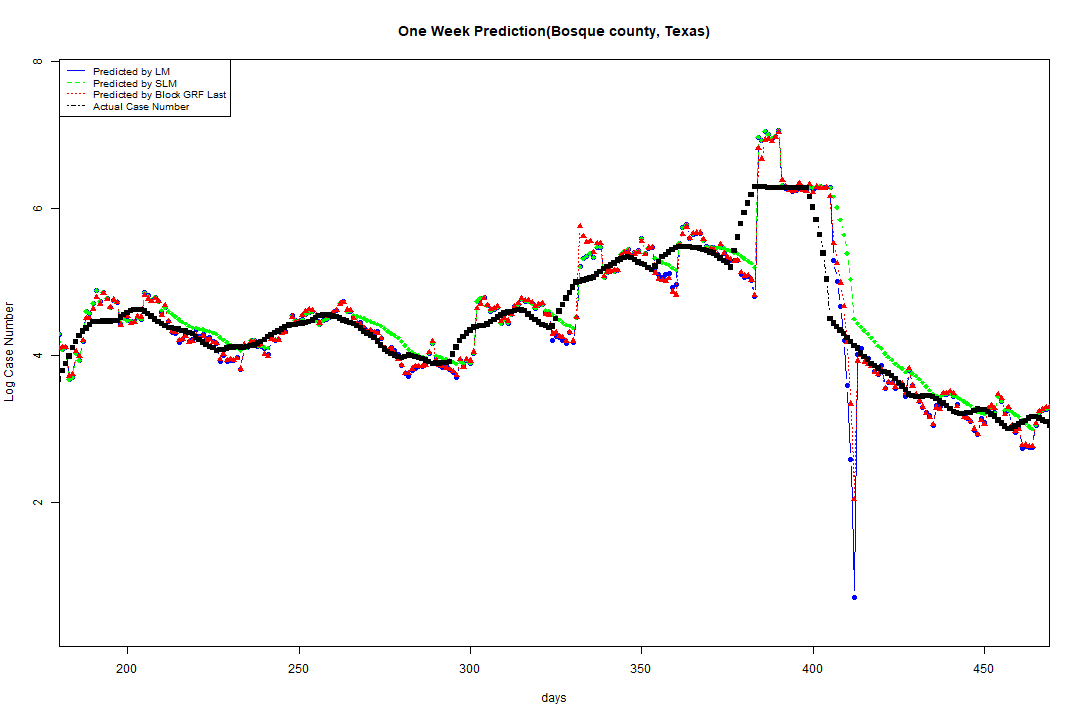 One Week Prediction(Bosque county, Texas)
Predicted by LM
Predicted by SLM
Predicted by Block GRF Last
Actual Case Number
8
6
4
2
Log Case Number
200 250 300 350 400 450
days